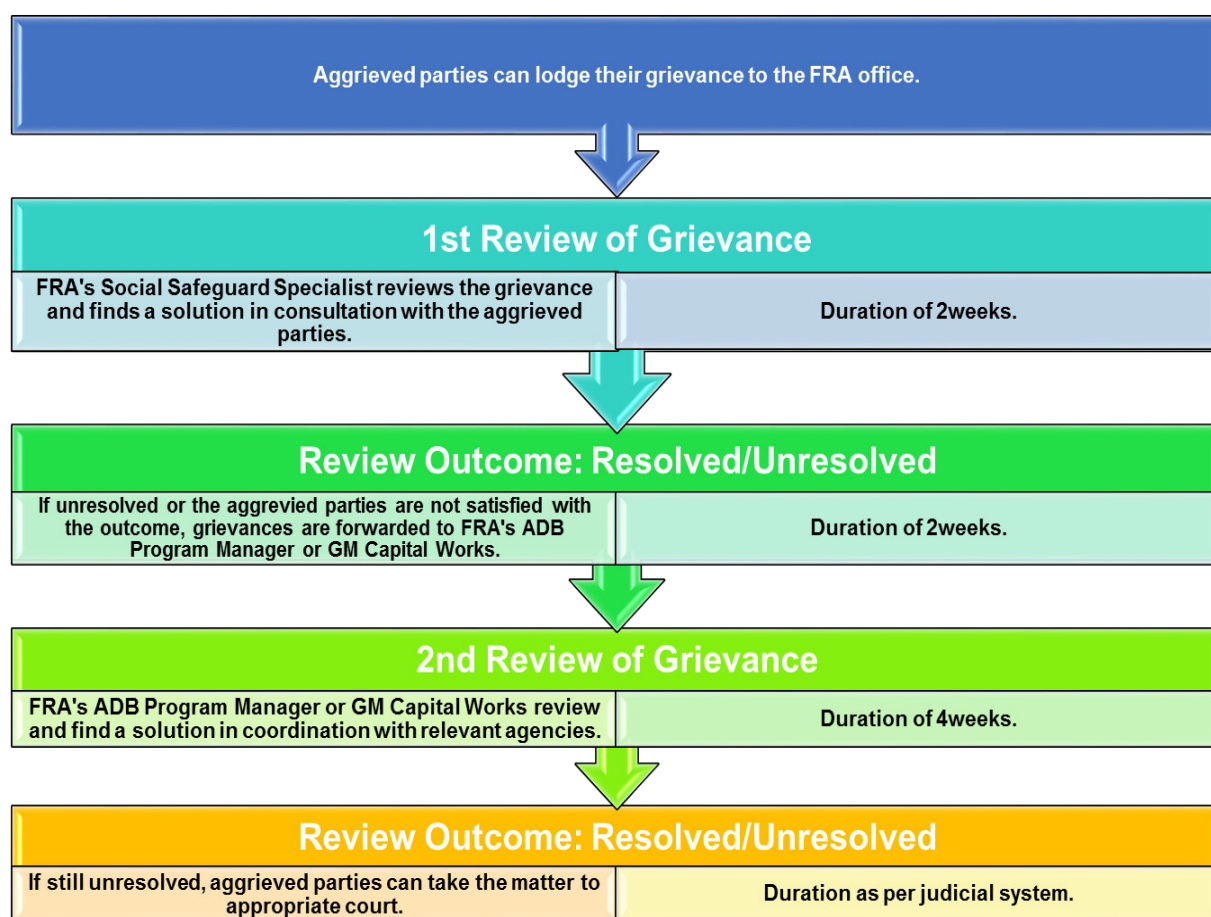 Aggrieved parties can lodge their grievance to the FRA office.
1st Review of Grievance
FRA's Social Safeguard Specialist reviews the grievance
and finds a solution in consultation with the aggrieved
parties.
Duration of 2weeks.
Review Outcome: Resolved/Unresolved
If unresolved or the aggrevied parties are not satisfied with
the outcome, grievances are forwarded to FRA's ADB
Program Manager or GM Capital Works.
Duration of 2weeks.
2nd Review of Grievance
FRA's ADB Program Manager or GM Capital Works review
and find a solution in coordination with relevant agencies.
Duration of 4weeks.
Review Outcome: Resolved/Unresolved
If still unresolved, aggrieved parties can take the matter to
appropriate court.
Duration as per judicial system.